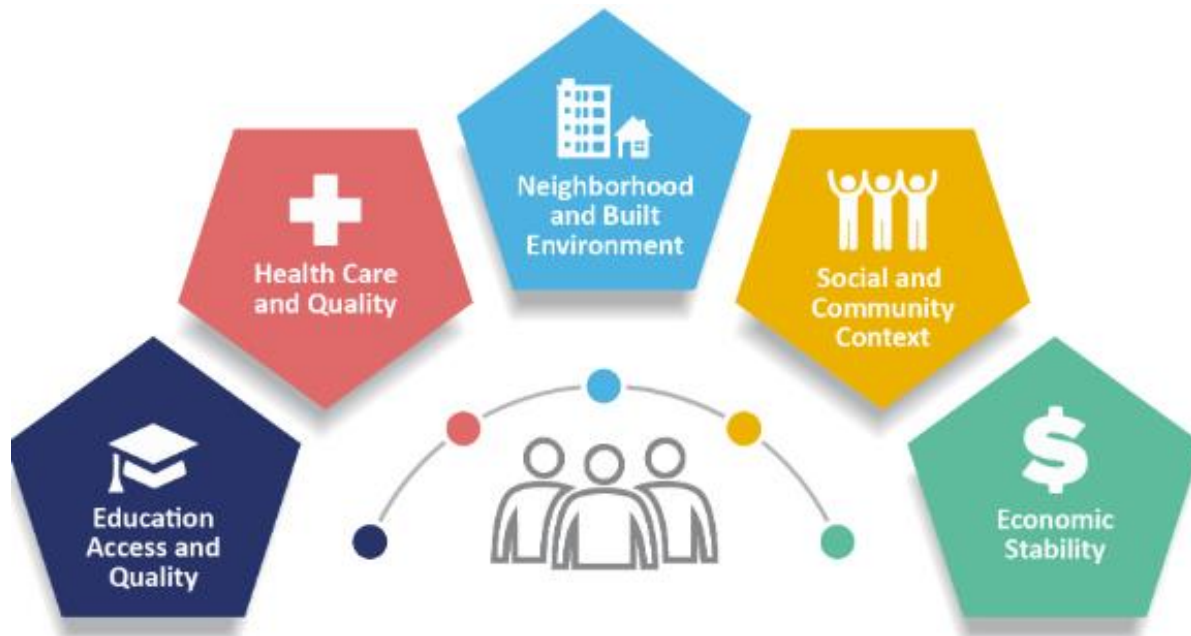 Education
Access and
Quality
Health Care
and Quality
Neighborhood
and Built
Environment
Social and
Community
Context
$
Economic
Stability